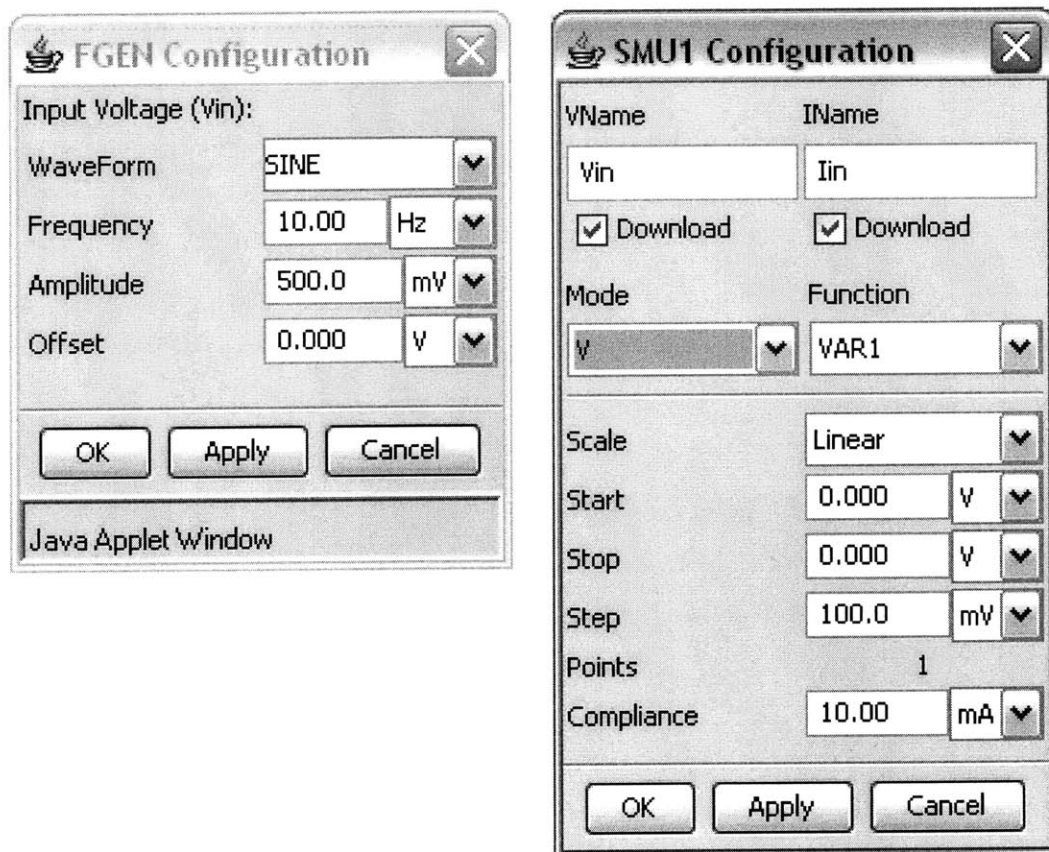 FGEN Configuration
Input Voltage (Vin):
WaveForm SINE
Frequency 10.00 Hz
Amplitude 500.0 mV
Offset 0.000 V
OK Apply Cancel
Java Applet Window
SMU1 Configuration
VName IName
Vin Iin
Download Download
Mode Function
V VAR1
Scale Linear
Start 0.000 V
Stop 0.000 V
Step 100.0 mV
Points 1
Compliance 10.00 mA
OK Apply Cancel